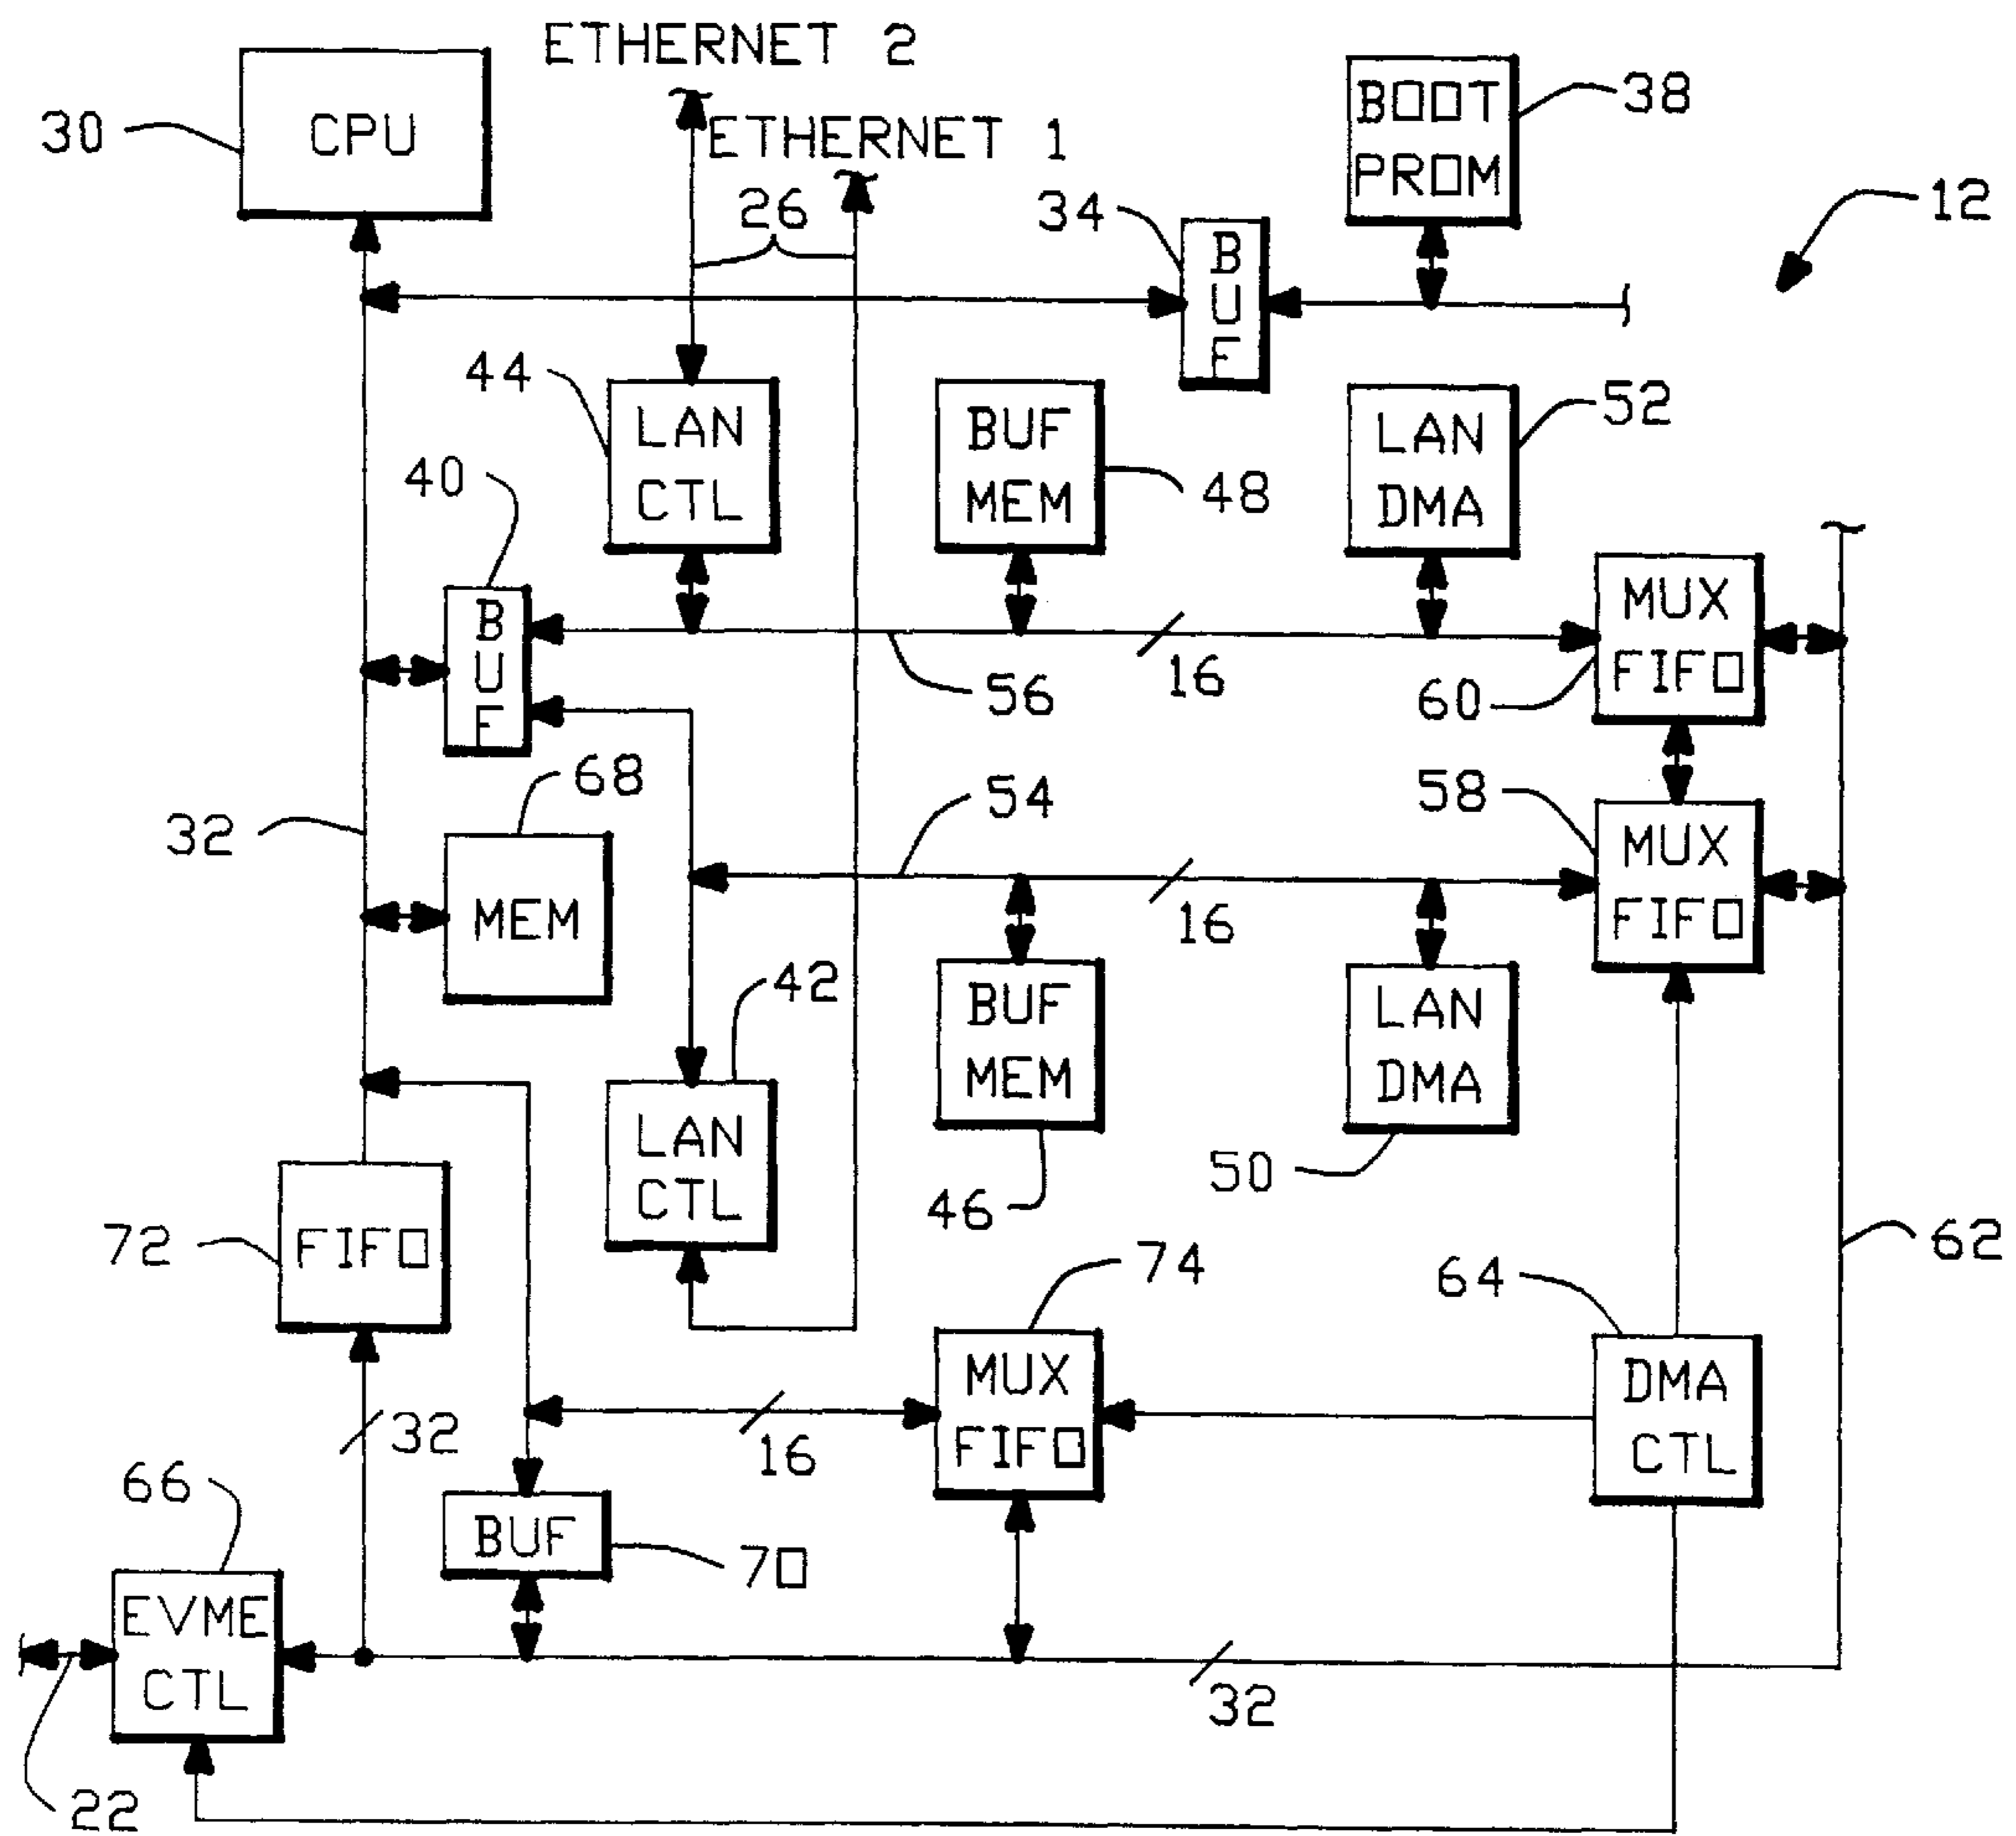 ETHERNET 2
CPU
30
ETHERNET 1
BOOT
PROM
38
26
34
BUF
12
44
LAN
CTL
BUF
MEM
48
LAN
DMA
52
40
BUF
MUX
FIFO
60
56
16
68
MEM
32
54
16
58
MUX
FIFO
42
LAN
CTL
BUF
MEM
46
LAN
DMA
50
72
FIFO
62
74
MUX
FIFO
64
DMA
CTL
32
16
66
EVME
CTL
BUF
70
32
22